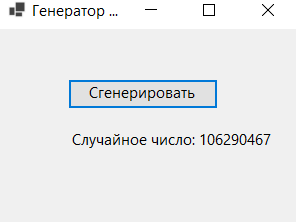 Генератор ...
Сгенерировать
Случайное число: 106290467